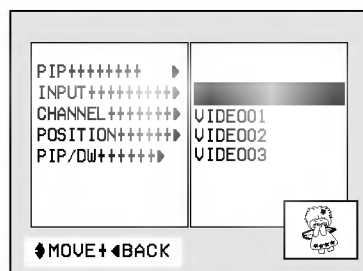 PIP++++++++ ▶
INPUT+++++++++▶
CHANNEL+++++++▶
POSITION++++++▶
PIP/DW++++++▶
VIDEO01
VIDEO02
VIDEO03
♦MOVE+◀BACK